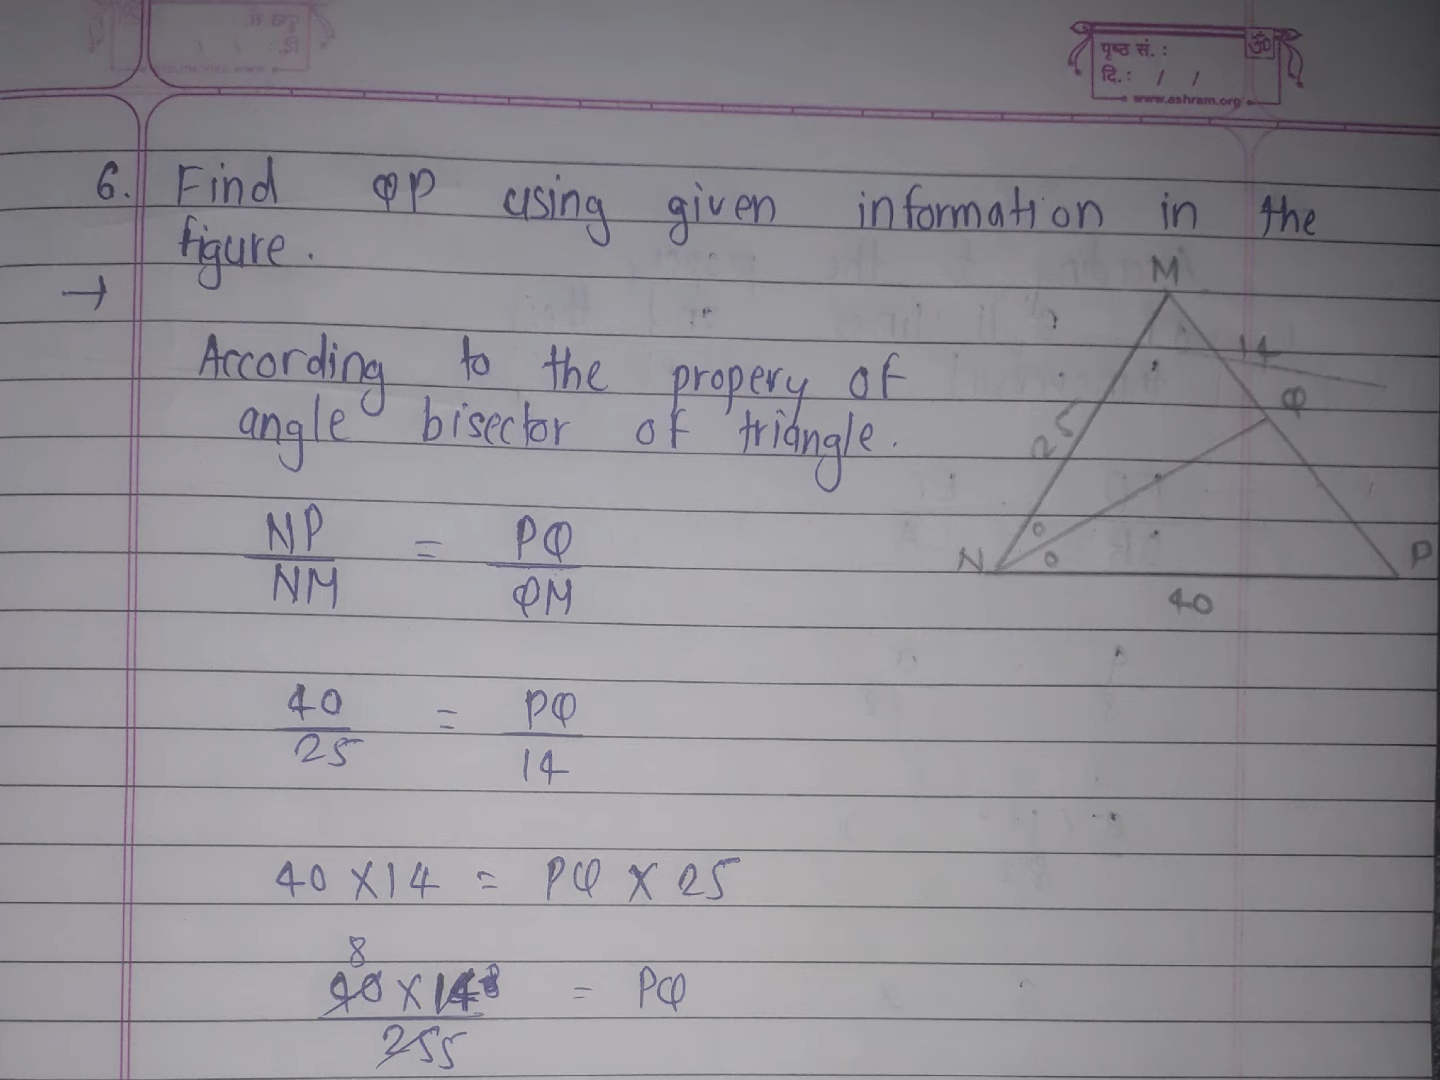 पृष्ठ सं. :
दि.: / /
www.ashram.org
6. Find QP using given information in the
figure.
→
According to the propery of
angle bisector of triangle.
M
14
Q
25
N
P
40
NP/NM = PQ/QM
40/25 = PQ/14
40 X 14 = PQ X 25
8
40 X 14 = PQ
25 5